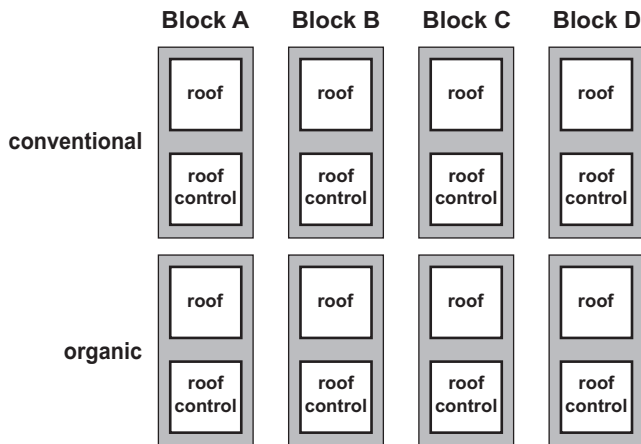 Block A Block B Block C Block D
conventional
roof roof roof roof
roof control roof control roof control roof control
organic
roof roof roof roof
roof control roof control roof control roof control